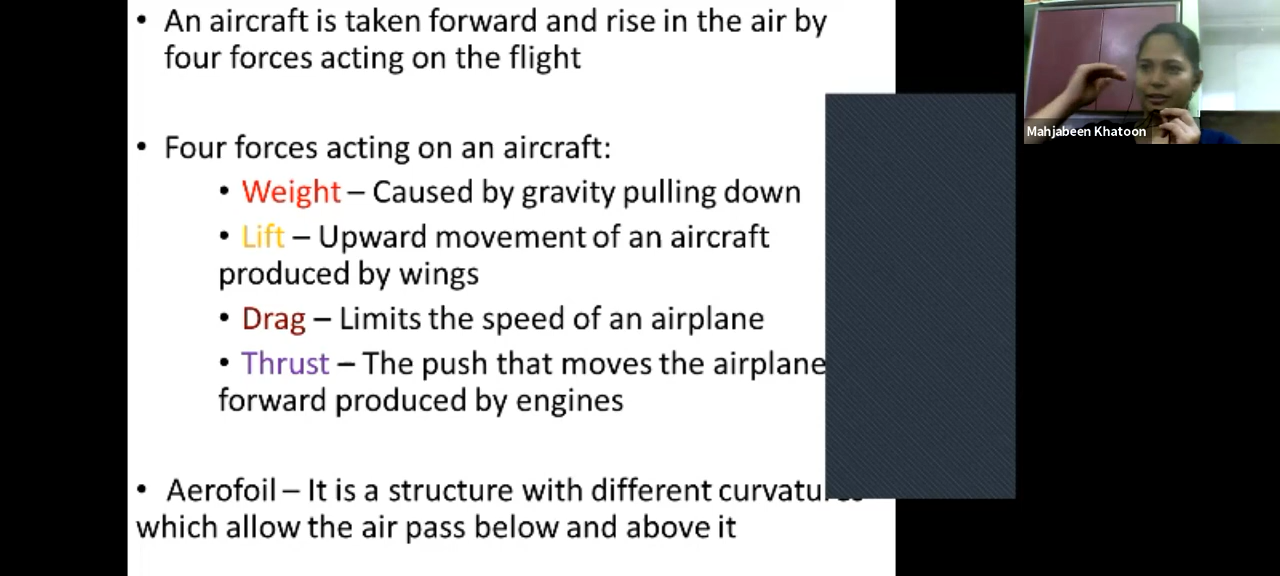 • An aircraft is taken forward and rise in the air by
four forces acting on the flight
• Four forces acting on an aircraft:
• Weight – Caused by gravity pulling down
• Lift – Upward movement of an aircraft
produced by wings
• Drag – Limits the speed of an airplane
• Thrust – The push that moves the airplane
forward produced by engines
• Aerofoil – It is a structure with different
which allow the air pass below and above it
Mahjabeen Khatoon